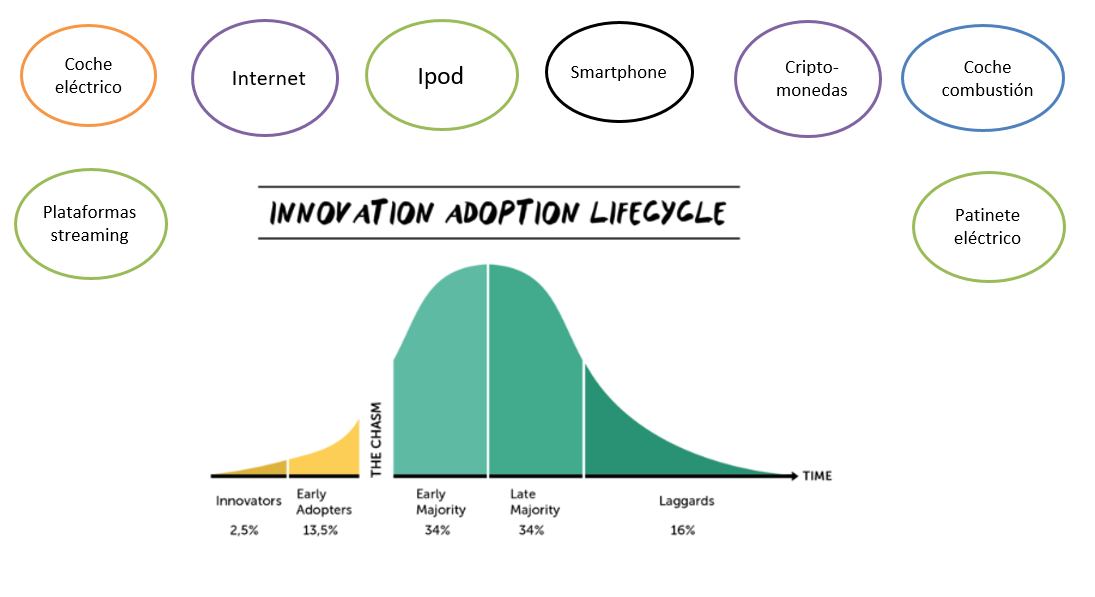 Coche
eléctrico
Internet
Ipod
Smartphone
Cripto-
monedas
Coche
combustión
Plataformas
streaming
INNOVATION ADOPTION LIFECYCLE
Patinete
eléctrico
THE CHASM
TIME
Innovators
2,5%
Early
Adopters
13,5%
Early
Majority
34%
Late
Majority
34%
Laggards
16%